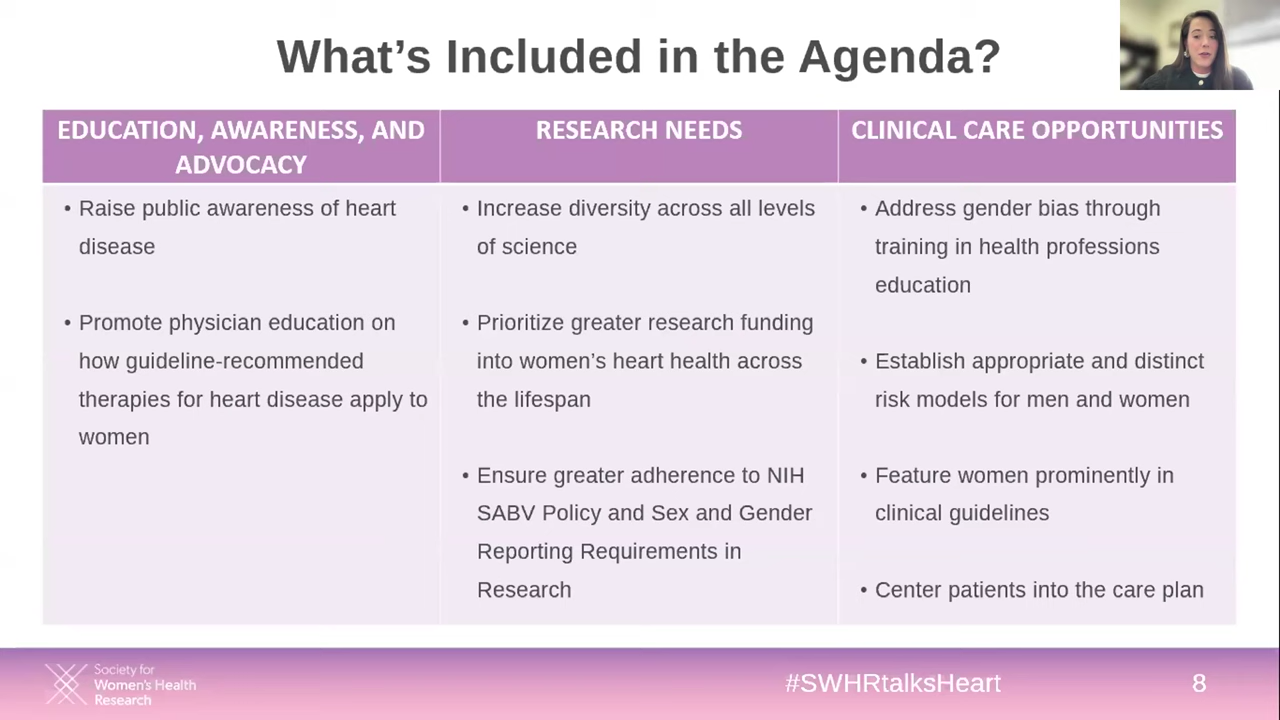 What’s Included in the Agenda?
EDUCATION, AWARENESS, AND
ADVOCACY
• Raise public awareness of heart
disease
• Promote physician education on
how guideline-recommended
therapies for heart disease apply to
women
RESEARCH NEEDS
• Increase diversity across all levels
of science
• Prioritize greater research funding
into women’s heart health across
the lifespan
• Ensure greater adherence to NIH
SABV Policy and Sex and Gender
Reporting Requirements in
Research
CLINICAL CARE OPPORTUNITIES
• Address gender bias through
training in health professions
education
• Establish appropriate and distinct
risk models for men and women
• Feature women prominently in
clinical guidelines
• Center patients into the care plan
Society for
Women's Health
Research
#SWHRtalksHeart
8